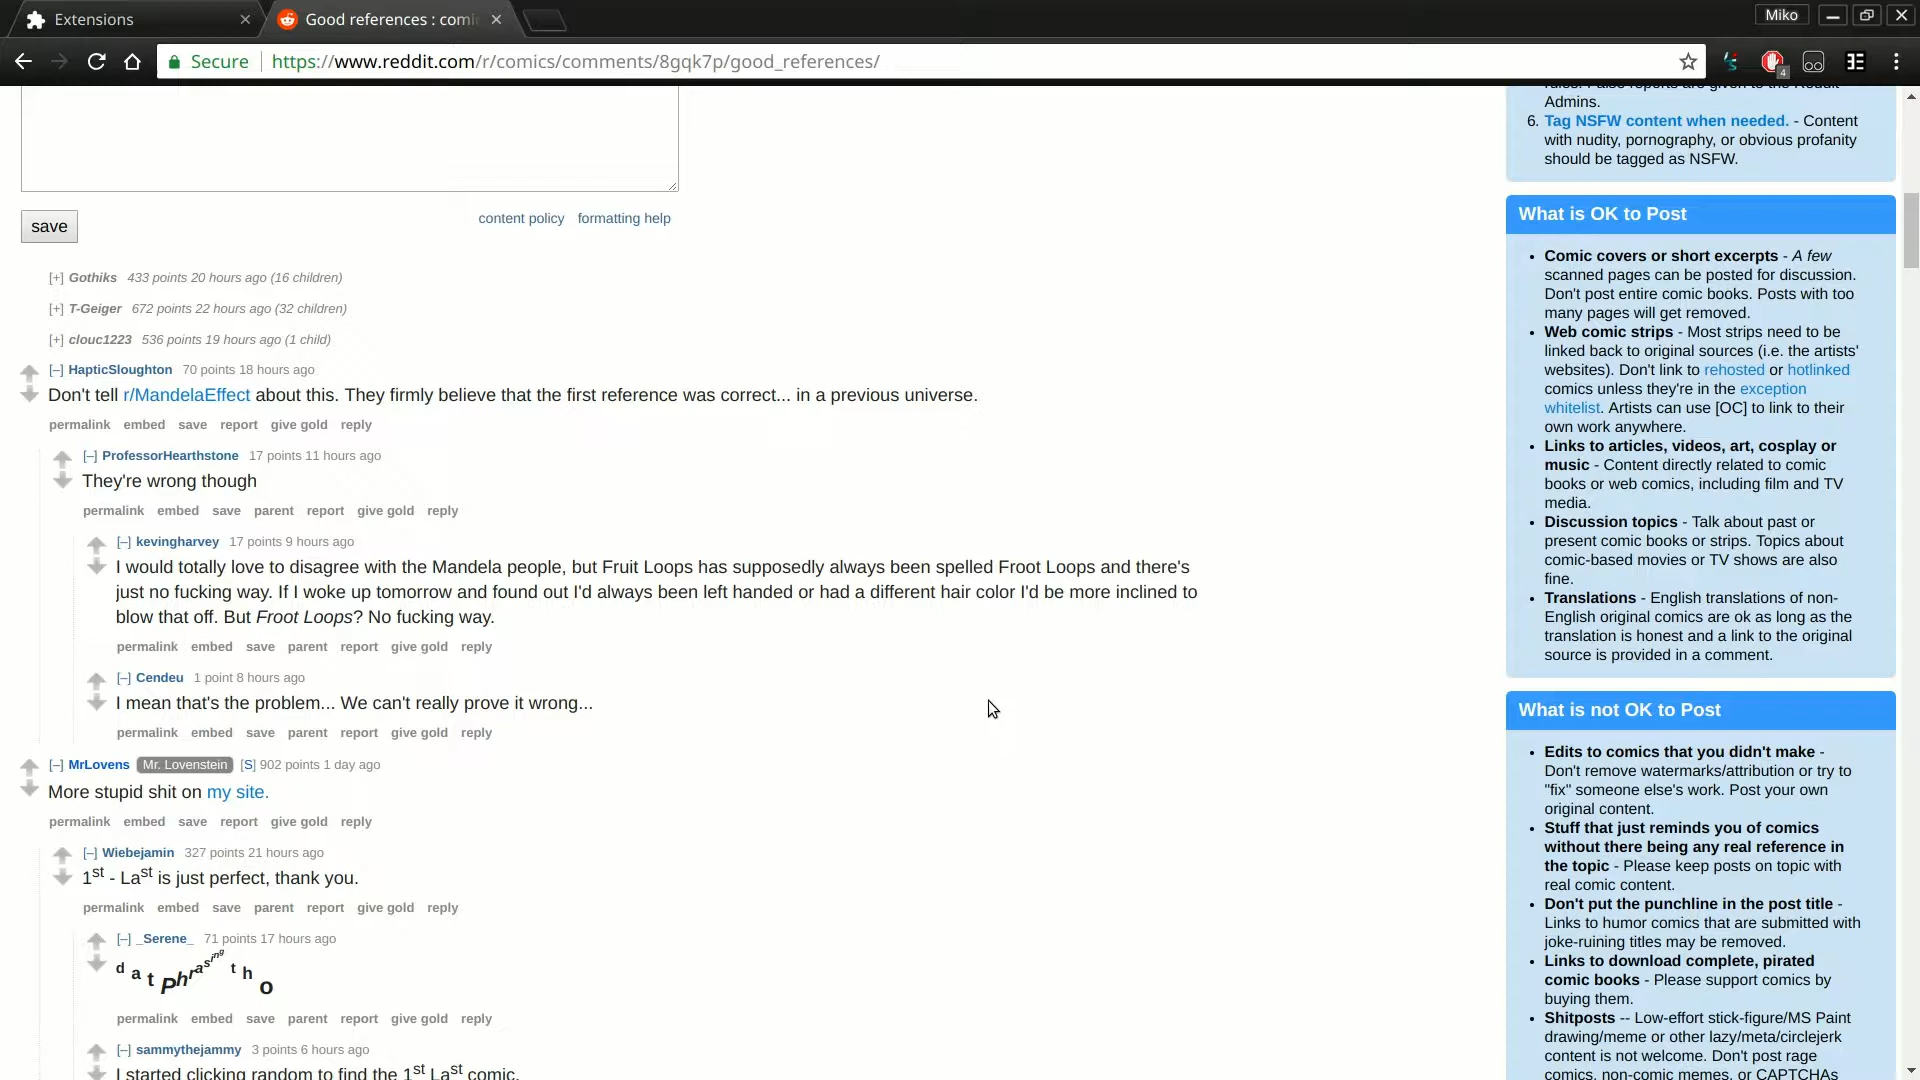 Extensions
Good references : comi
Miko
Secure
https://www.reddit.com/r/comics/comments/8gqk7p/good_references/
4
save
content policy formatting help
[+] Gothiks 433 points 20 hours ago (16 children)
[+] T-Geiger 672 points 22 hours ago (32 children)
[+] clouc1223 536 points 19 hours ago (1 child)
[–] HapticSloughton 70 points 18 hours ago
Don't tell r/MandelaEffect about this. They firmly believe that the first reference was correct... in a previous universe.
permalink embed save report give gold reply
[–] ProfessorHearthstone 17 points 11 hours ago
They're wrong though
permalink embed save parent report give gold reply
[–] kevingharvey 17 points 9 hours ago
I would totally love to disagree with the Mandela people, but Fruit Loops has supposedly always been spelled Froot Loops and there's
just no fucking way. If I woke up tomorrow and found out I'd always been left handed or had a different hair color I'd be more inclined to
blow that off. But Froot Loops? No fucking way.
permalink embed save parent report give gold reply
[–] Cendeu 1 point 8 hours ago
I mean that's the problem... We can't really prove it wrong...
permalink embed save parent report give gold reply
[–] MrLovens Mr. Lovenstein [S] 902 points 1 day ago
More stupid shit on my site.
permalink embed save report give gold reply
[–] Wiebejamin 327 points 21 hours ago
1st - Last is just perfect, thank you.
permalink embed save parent report give gold reply
[–] _Serene_ 71 points 17 hours ago
d a t Phrasing t h o
permalink embed save parent report give gold reply
[–] sammythejammy 3 points 6 hours ago
I started clicking random to find the 1st Last comic.
Admins.
6. Tag NSFW content when needed. - Content
with nudity, pornography, or obvious profanity
should be tagged as NSFW.
What is OK to Post
• Comic covers or short excerpts - A few
scanned pages can be posted for discussion.
Don't post entire comic books. Posts with too
many pages will get removed.
• Web comic strips - Most strips need to be
linked back to original sources (i.e. the artists'
websites). Don't link to rehosted or hotlinked
comics unless they're in the exception
whitelist. Artists can use [OC] to link to their
own work anywhere.
• Links to articles, videos, art, cosplay or
music - Content directly related to comic
books or web comics, including film and TV
media.
• Discussion topics - Talk about past or
present comic books or strips. Topics about
comic-based movies or TV shows are also
fine.
• Translations - English translations of non-
English original comics are ok as long as the
translation is honest and a link to the original
source is provided in a comment.
What is not OK to Post
• Edits to comics that you didn't make -
Don't remove watermarks/attribution or try to
"fix" someone else's work. Post your own
original content.
• Stuff that just reminds you of comics
without there being any real reference in
the topic - Please keep posts on topic with
real comic content.
• Don't put the punchline in the post title -
Links to humor comics that are submitted with
joke-ruining titles may be removed.
• Links to download complete, pirated
comic books - Please support comics by
buying them.
• Shitposts -- Low-effort stick-figure/MS Paint
drawing/meme or other lazy/meta/circlejerk
content is not welcome. Don't post rage
comics, non-comic memes, or CAPTCHAs